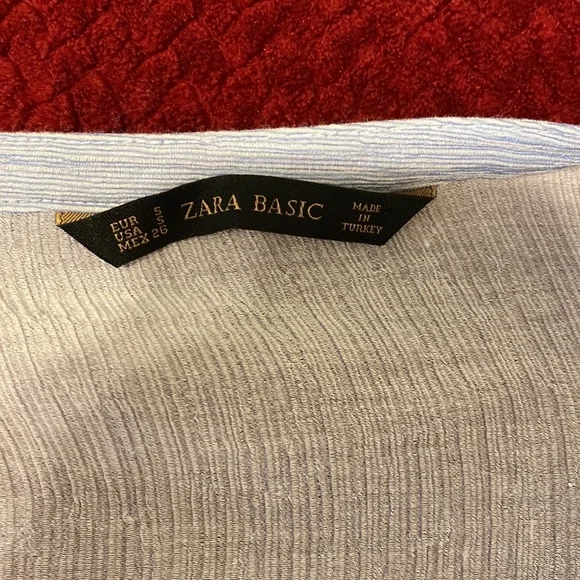 EUR S
USA S
MEX 26
ZARA BASIC
MADE
IN
TURKEY